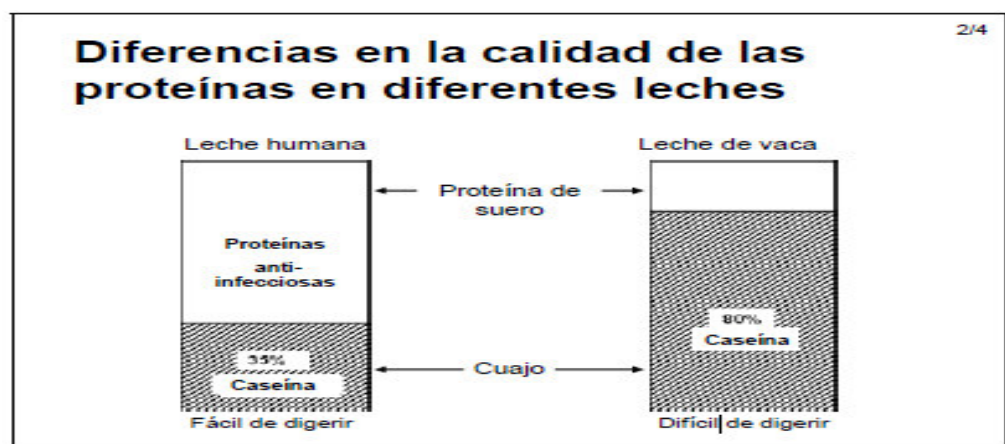 2/4
Diferencias en la calidad de las
proteínas en diferentes leches
Leche humana
Leche de vaca
Proteína de
suero
Proteínas
anti-
infecciosas
80%
Caseína
35%
Caseína
Cuajo
Fácil de digerir
Difícil de digerir